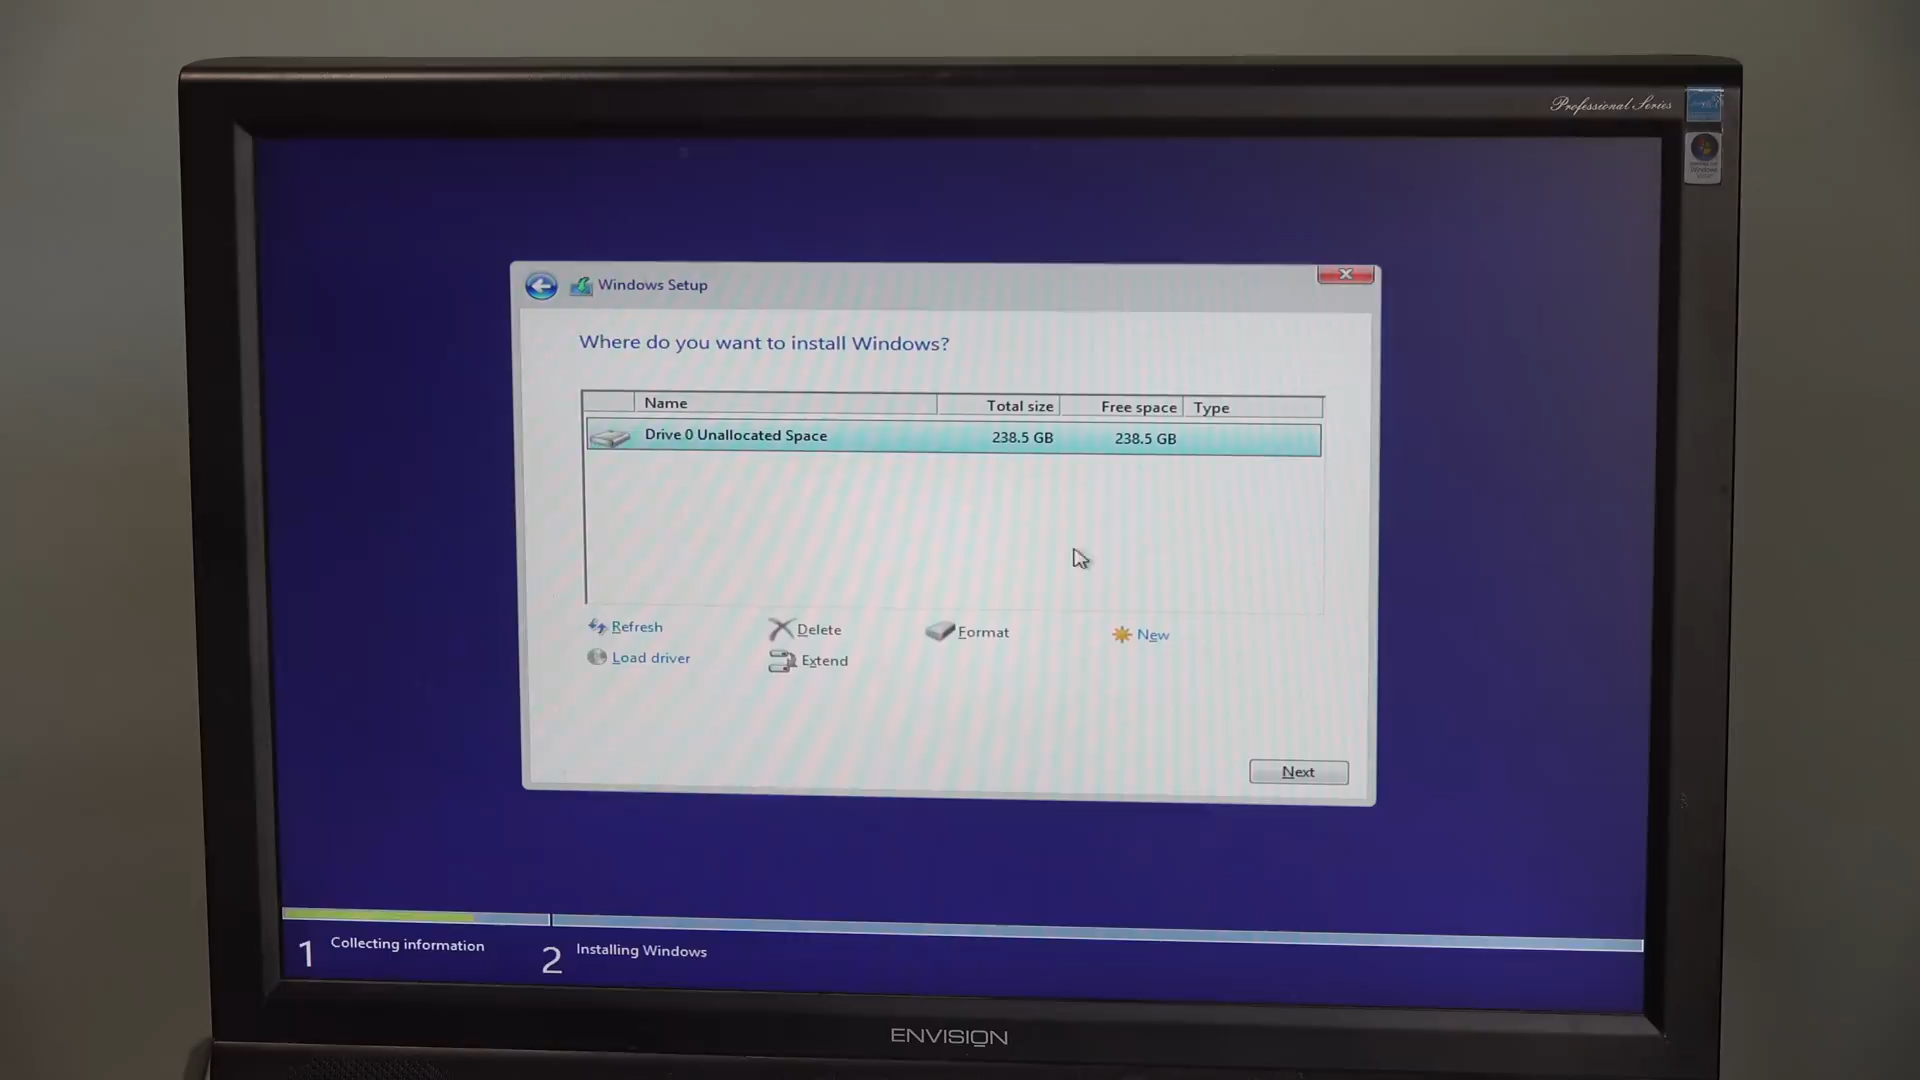 Professional Series
Windows Setup
Where do you want to install Windows?
Name Total size Free space Type
Drive 0 Unallocated Space 238.5 GB 238.5 GB
Refresh Delete Format New
Load driver Extend
Next
1 Collecting information 2 Installing Windows
ENVISION